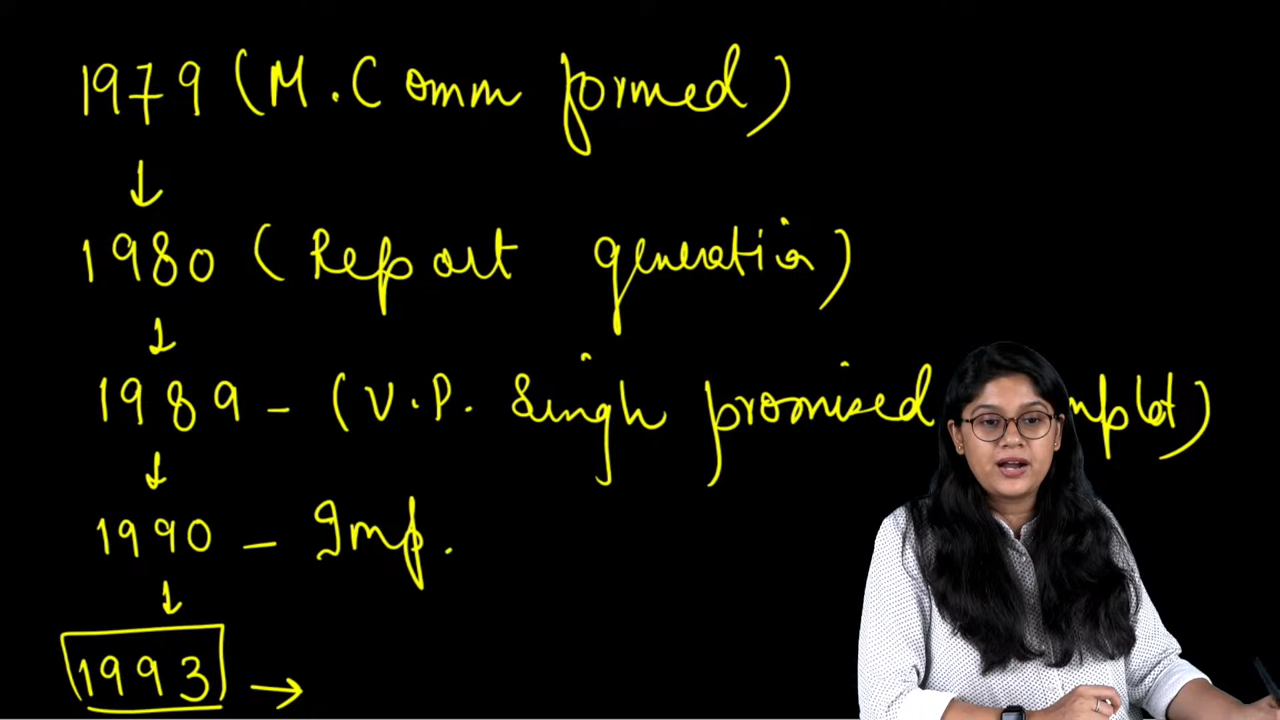 1979 (M. Comm formed)
↓
1980 (Report generation)
↓
1989 - (V.P. Singh promised
1990 - Imp.
↓
1993 →